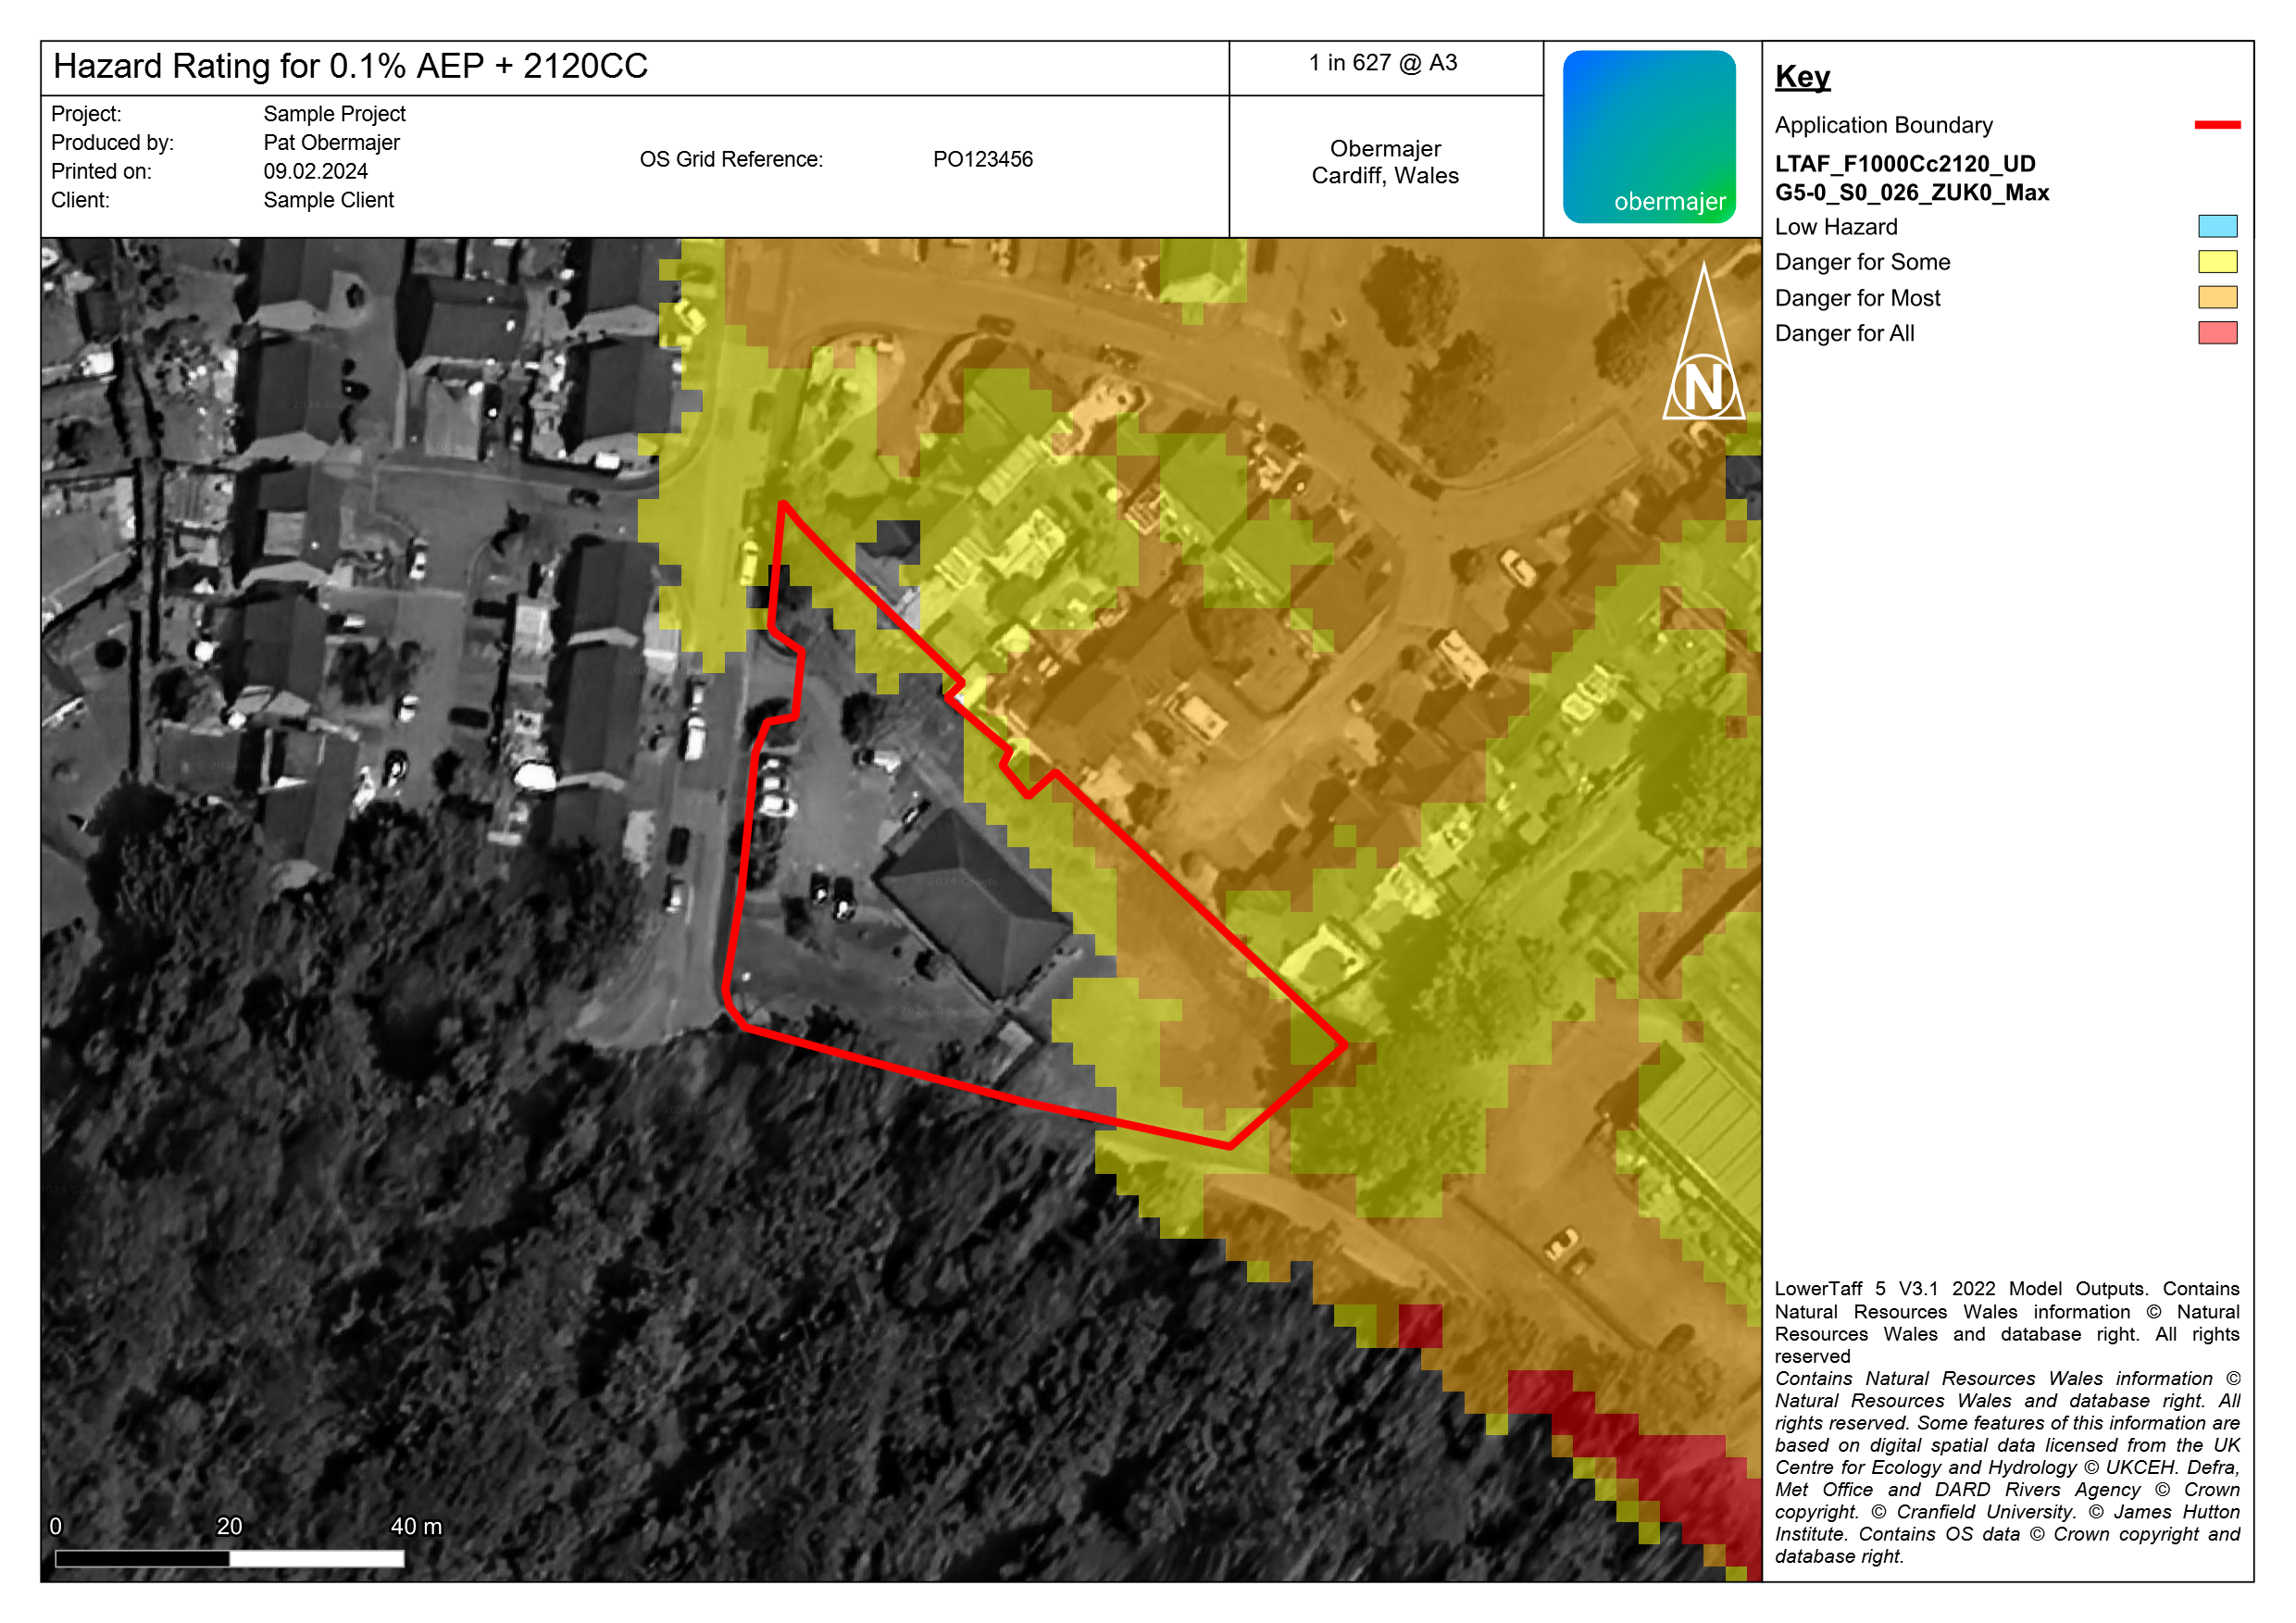 Hazard Rating for 0.1% AEP + 2120CC
1 in 627 @ A3
Project: Sample Project
Produced by: Pat Obermajer
Printed on: 09.02.2024
Client: Sample Client
OS Grid Reference: PO123456
Obermajer
Cardiff, Wales
obermajer
Key
Application Boundary
LTAF_F1000Cc2120_UD
G5-0_S0_026_ZUK0_Max
Low Hazard
Danger for Some
Danger for Most
Danger for All
N
0 20 40 m
LowerTaff 5 V3.1 2022 Model Outputs. Contains
Natural Resources Wales information © Natural
Resources Wales and database right. All rights
reserved
Contains Natural Resources Wales information ©
Natural Resources Wales and database right. All
rights reserved. Some features of this information are
based on digital spatial data licensed from the UK
Centre for Ecology and Hydrology © UKCEH. Defra,
Met Office and DARD Rivers Agency © Crown
copyright. © Cranfield University. © James Hutton
Institute. Contains OS data © Crown copyright and
database right.